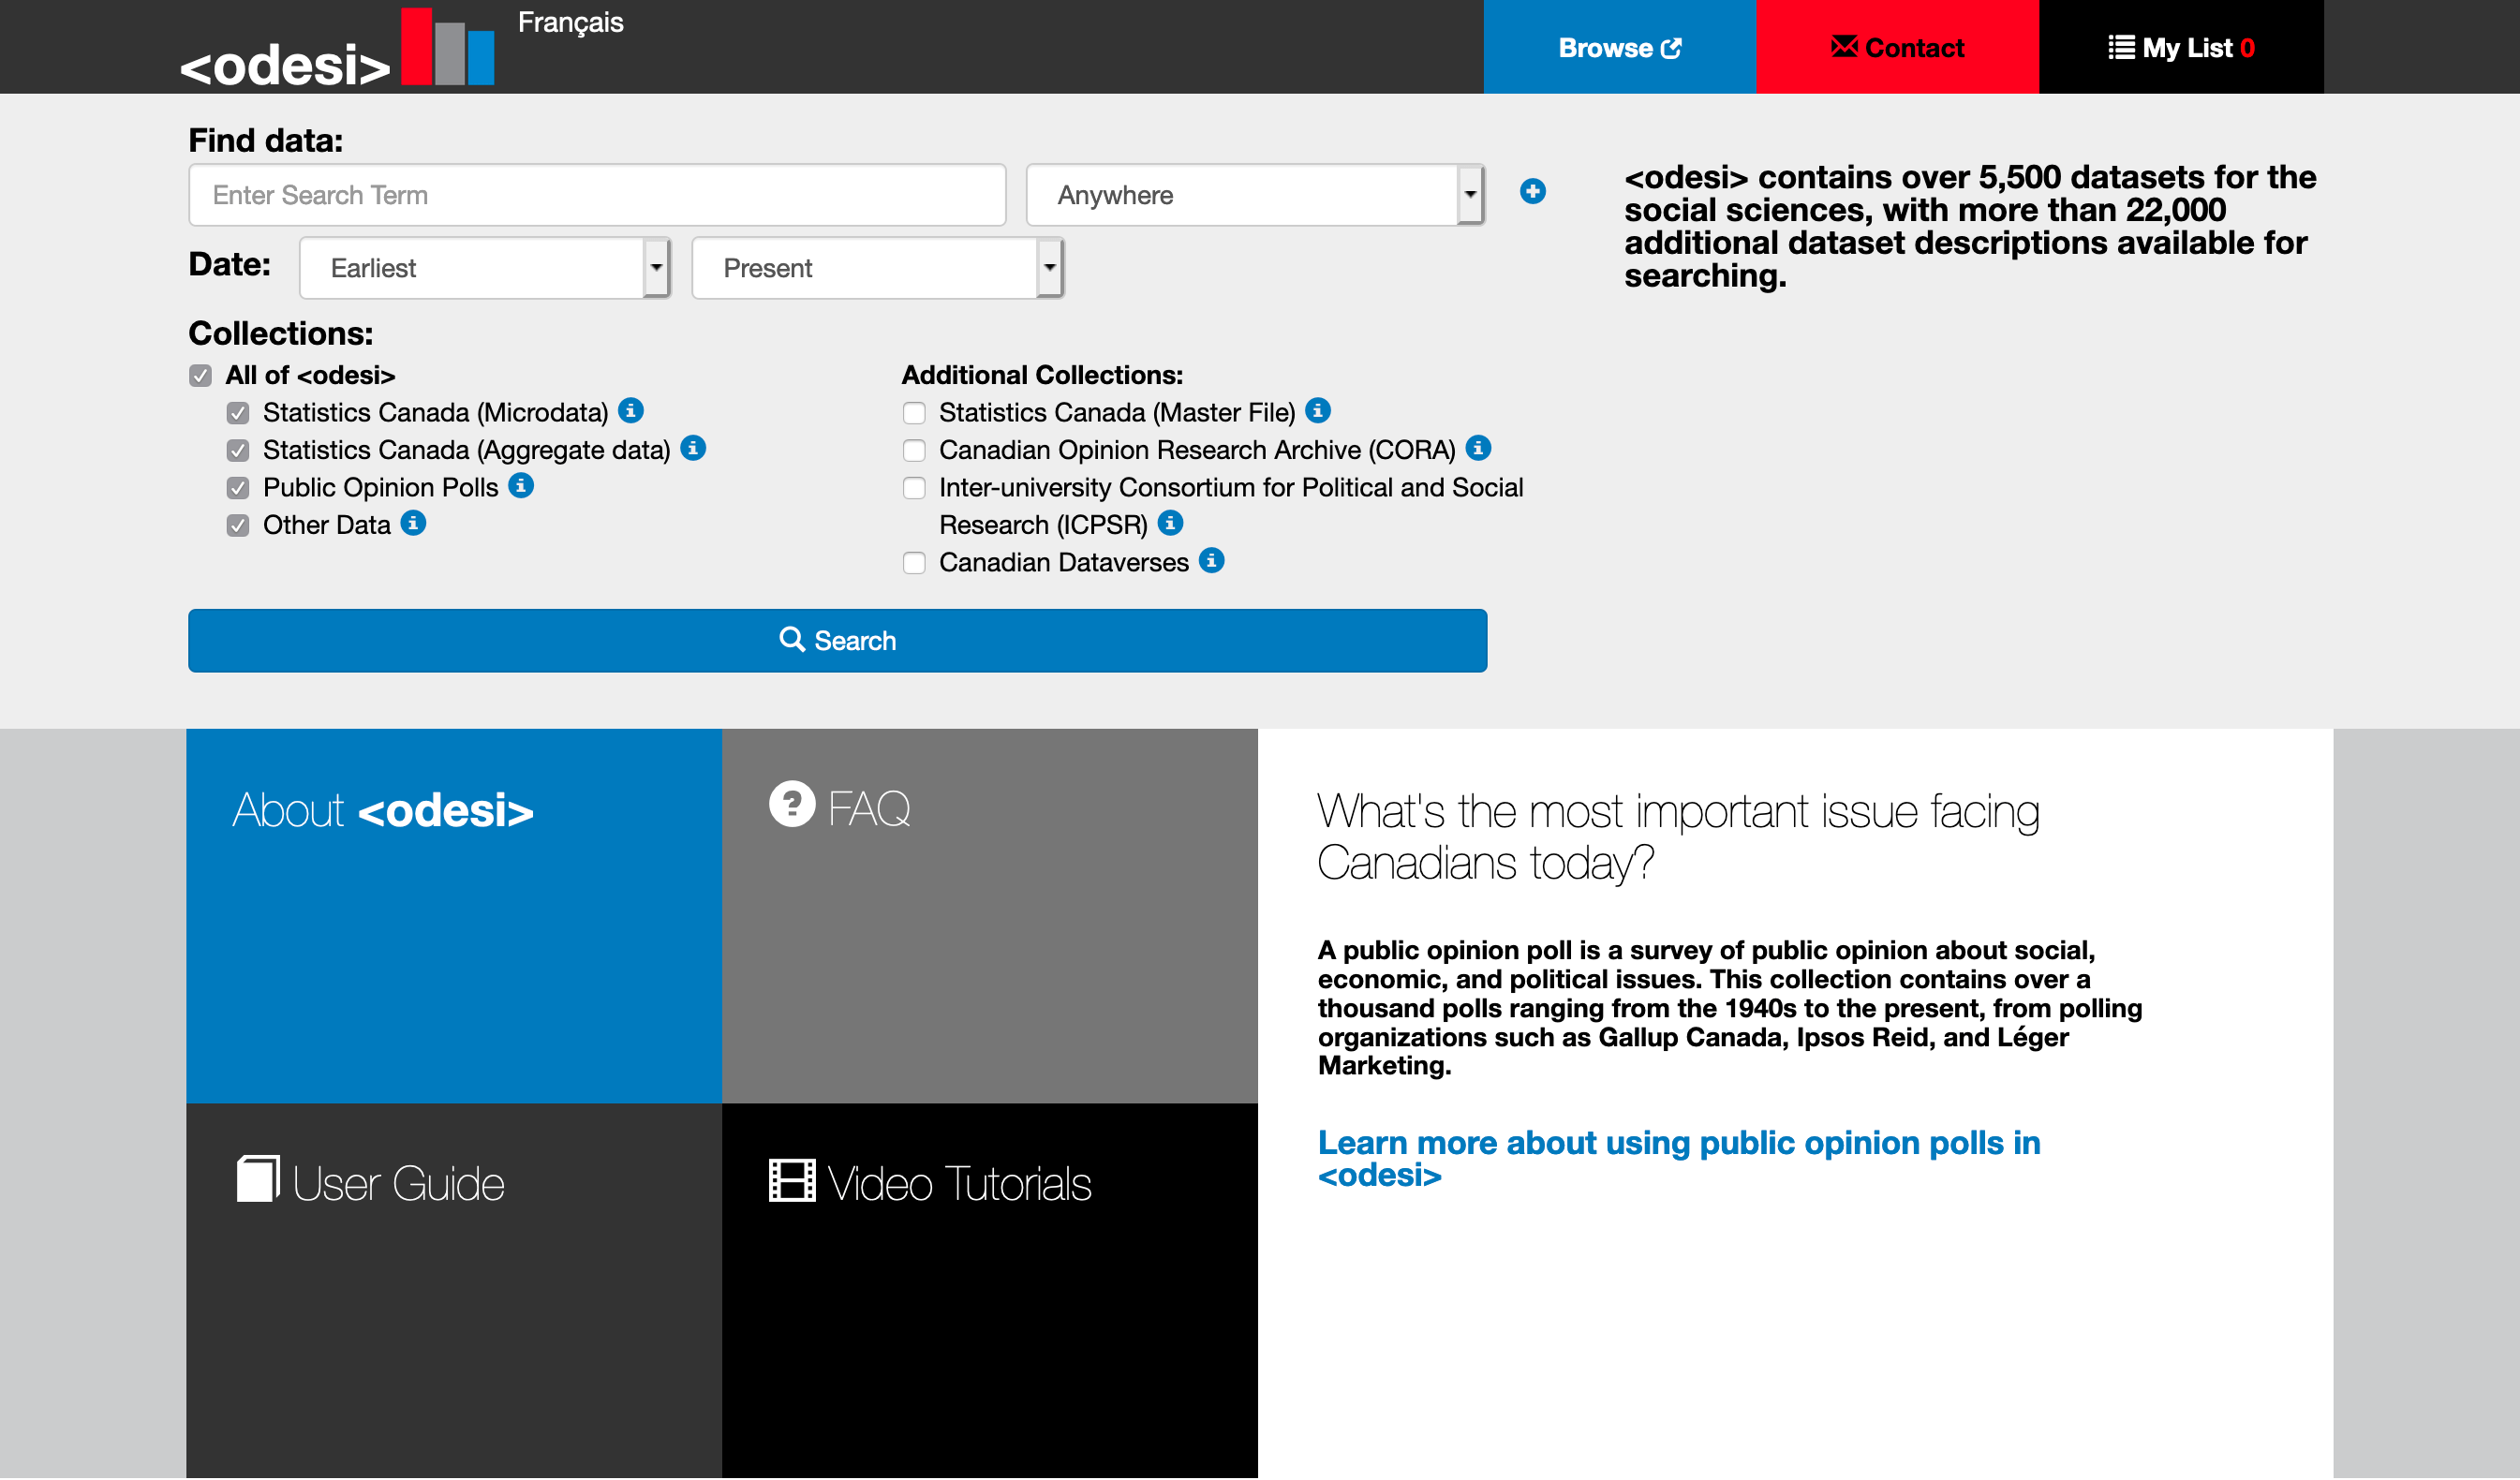 <odesi>
Français
Browse
Contact
My List 0
Find data:
Enter Search Term
Anywhere
<odesi> contains over 5,500 datasets for the
social sciences, with more than 22,000
additional dataset descriptions available for
searching.
Date:
Earliest
Present
Collections:
All of <odesi>
Statistics Canada (Microdata)
Statistics Canada (Aggregate data)
Public Opinion Polls
Other Data
Additional Collections:
Statistics Canada (Master File)
Canadian Opinion Research Archive (CORA)
Inter-university Consortium for Political and Social
Research (ICPSR)
Canadian Dataverses
Search
About <odesi>
FAQ
User Guide
Video Tutorials
What's the most important issue facing
Canadians today?
A public opinion poll is a survey of public opinion about social,
economic, and political issues. This collection contains over a
thousand polls ranging from the 1940s to the present, from polling
organizations such as Gallup Canada, Ipsos Reid, and Léger
Marketing.
Learn more about using public opinion polls in
<odesi>